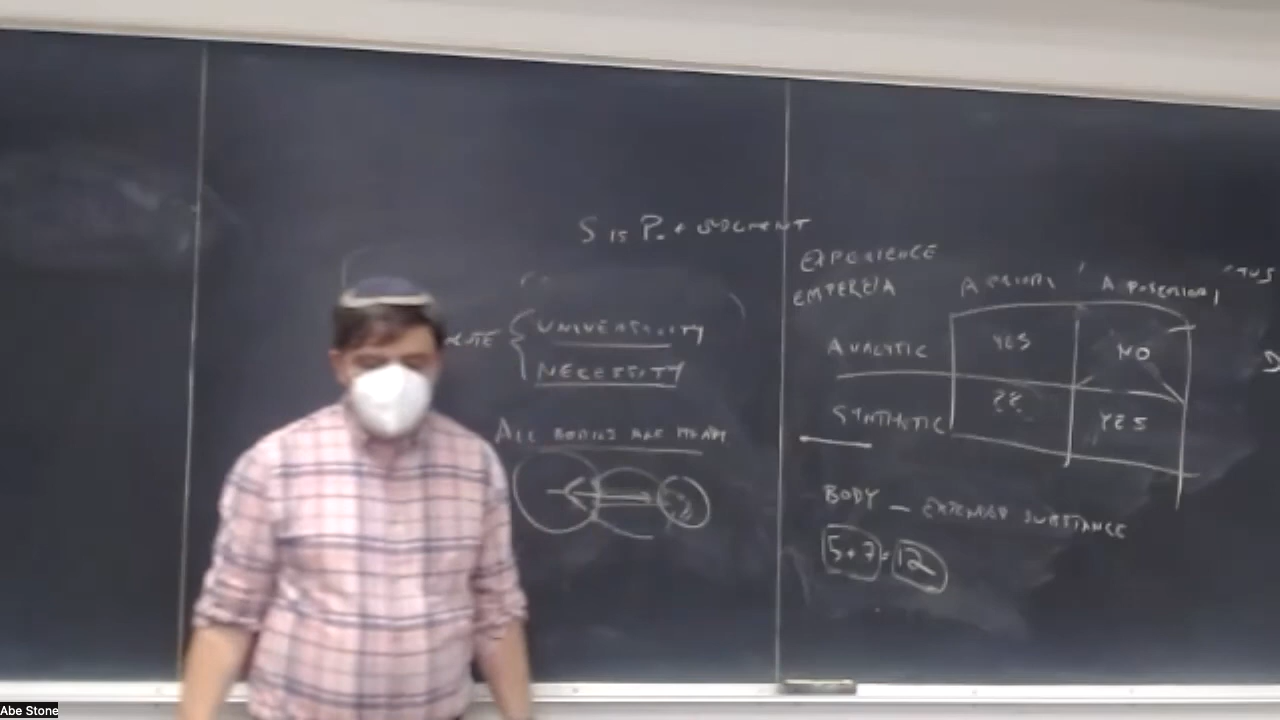 S IS P. + JUDGMENT
UNIVERSALITY
NECESSITY
ALL BODIES ARE HEAVY
EXPERIENCE
EMPEREIA
A PRIORI A POSTERIORI
ANALYTIC YES NO
SYNTHETIC ?? YES
BODY — EXTENDED SUBSTANCE
5+7=12
Abe Stone